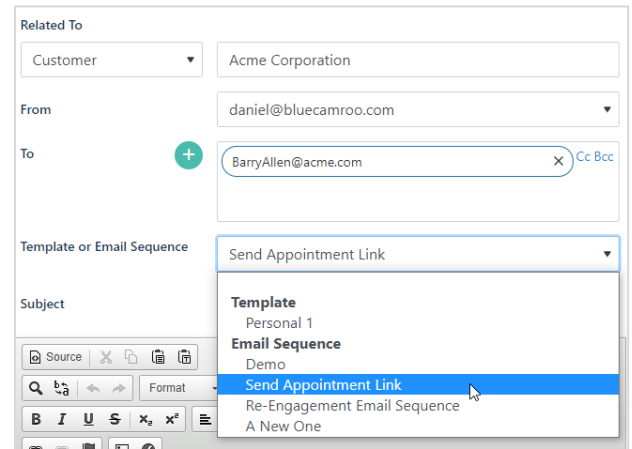 Related To
Customer
Acme Corporation
From
daniel@bluecamroo.com
To
BarryAllen@acme.com
Cc Bcc
Template or Email Sequence
Send Appointment Link
Subject
Template
Personal 1
Email Sequence
Demo
Send Appointment Link
Re-Engagement Email Sequence
A New One
Source
Format
B I U S x₂ x²